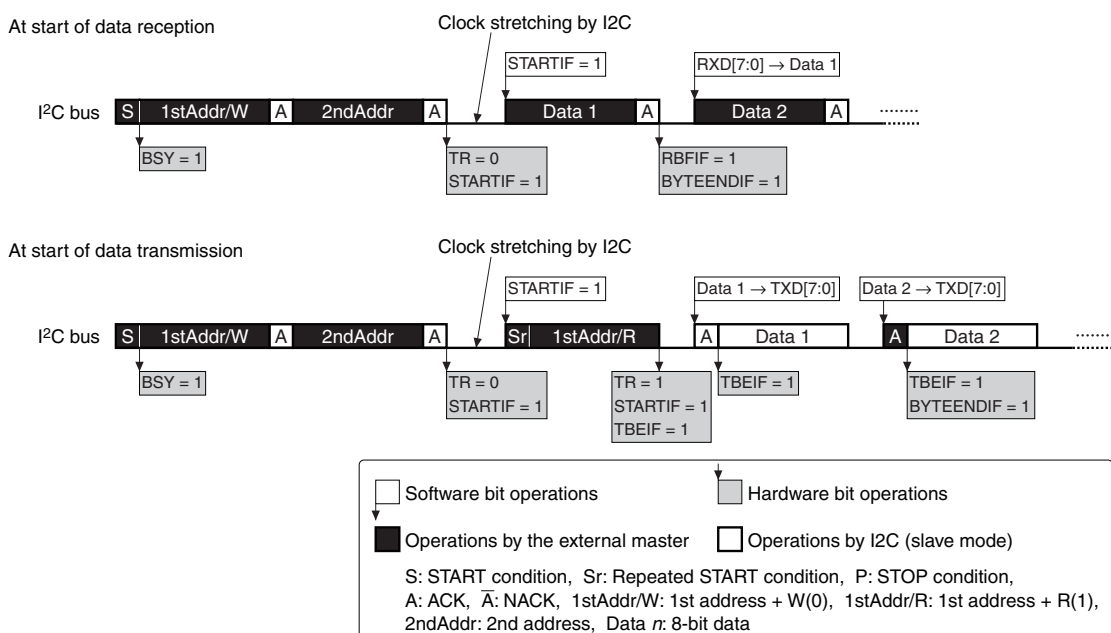 At start of data reception
Clock stretching by I2C
STARTIF = 1
RXD[7:0] → Data 1
I²C bus
S 1stAddr/W A 2ndAddr A Data 1 A Data 2 A
BSY = 1
TR = 0
STARTIF = 1
RBFIF = 1
BYTEENDIF = 1
At start of data transmission
Clock stretching by I2C
STARTIF = 1
Data 1 → TXD[7:0]
Data 2 → TXD[7:0]
I²C bus
S 1stAddr/W A 2ndAddr A Sr 1stAddr/R A Data 1 A Data 2
BSY = 1
TR = 0
STARTIF = 1
TR = 1
STARTIF = 1
TBEIF = 1
TBEIF = 1
TBEIF = 1
BYTEENDIF = 1
Software bit operations
Hardware bit operations
Operations by the external master
Operations by I2C (slave mode)
S: START condition, Sr: Repeated START condition, P: STOP condition,
A: ACK, A̅: NACK, 1stAddr/W: 1st address + W(0), 1stAddr/R: 1st address + R(1),
2ndAddr: 2nd address, Data n: 8-bit data